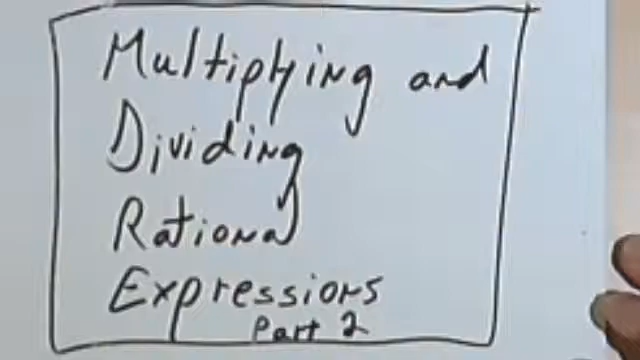 Multiplying and
Dividing
Rational
Expressions
Part 2